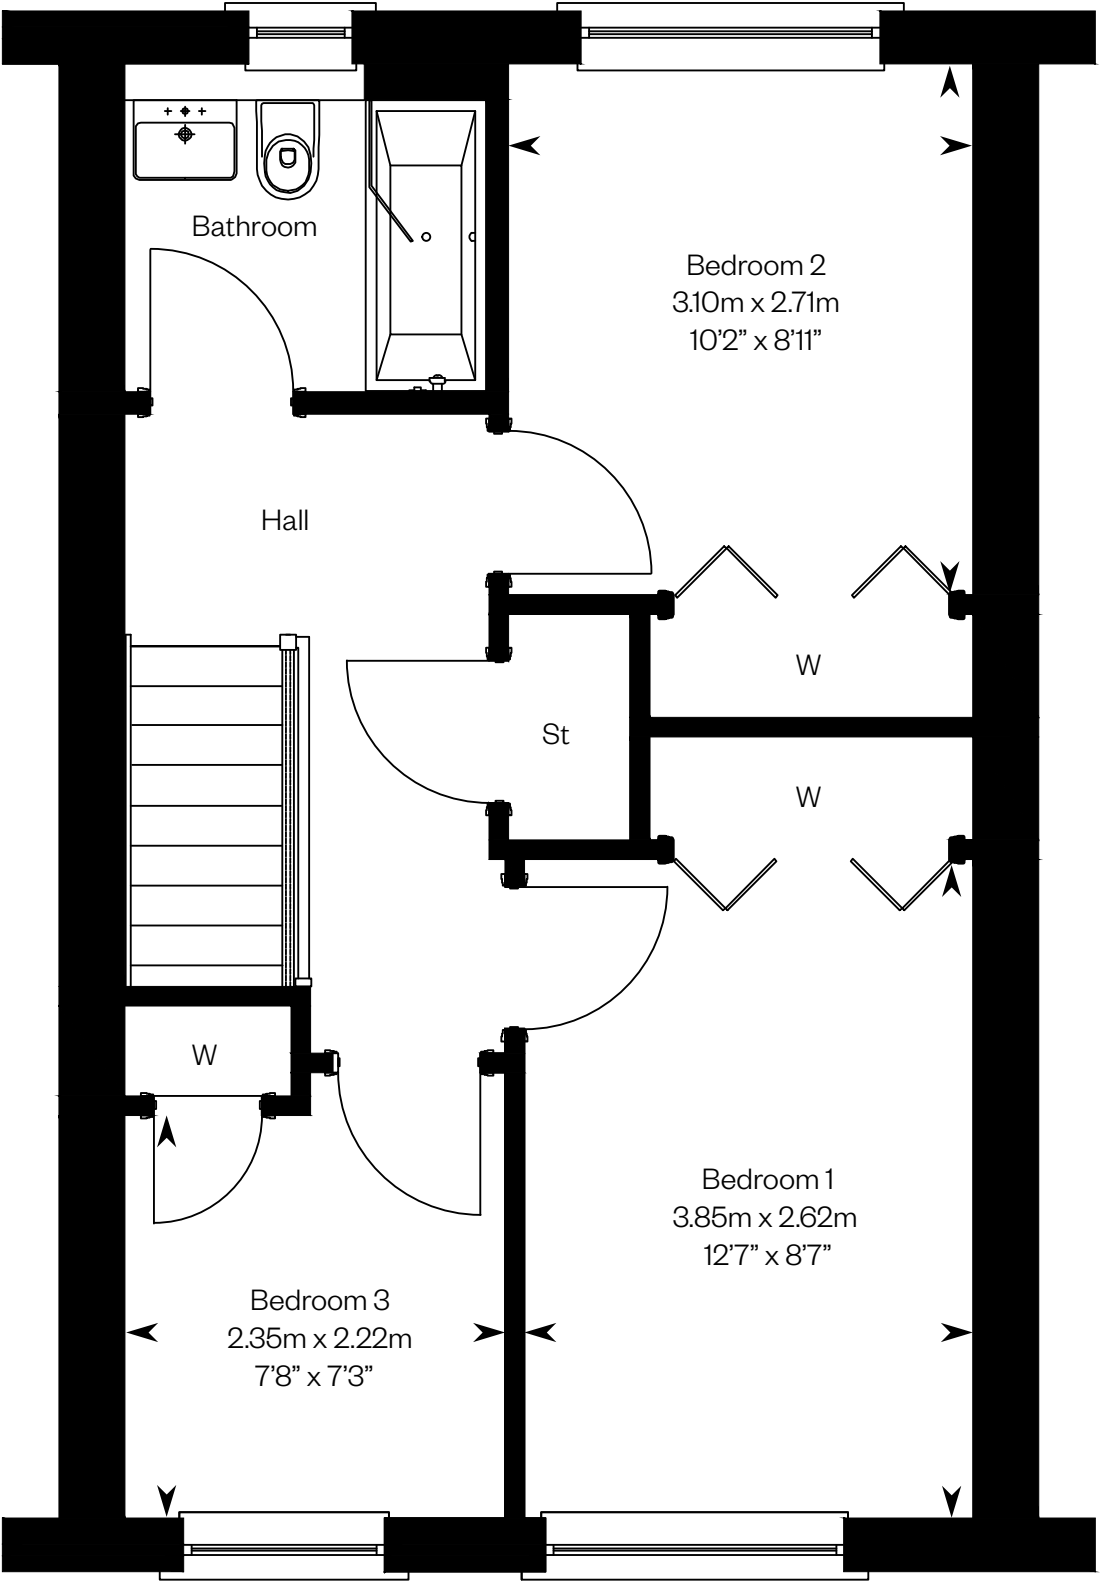 Bathroom
Bedroom 2
3.10m x 2.71m
10’2” x 8’11”
Hall
W
St
W
W
Bedroom 1
3.85m x 2.62m
12’7” x 8’7”
Bedroom 3
2.35m x 2.22m
7’8” x 7’3”